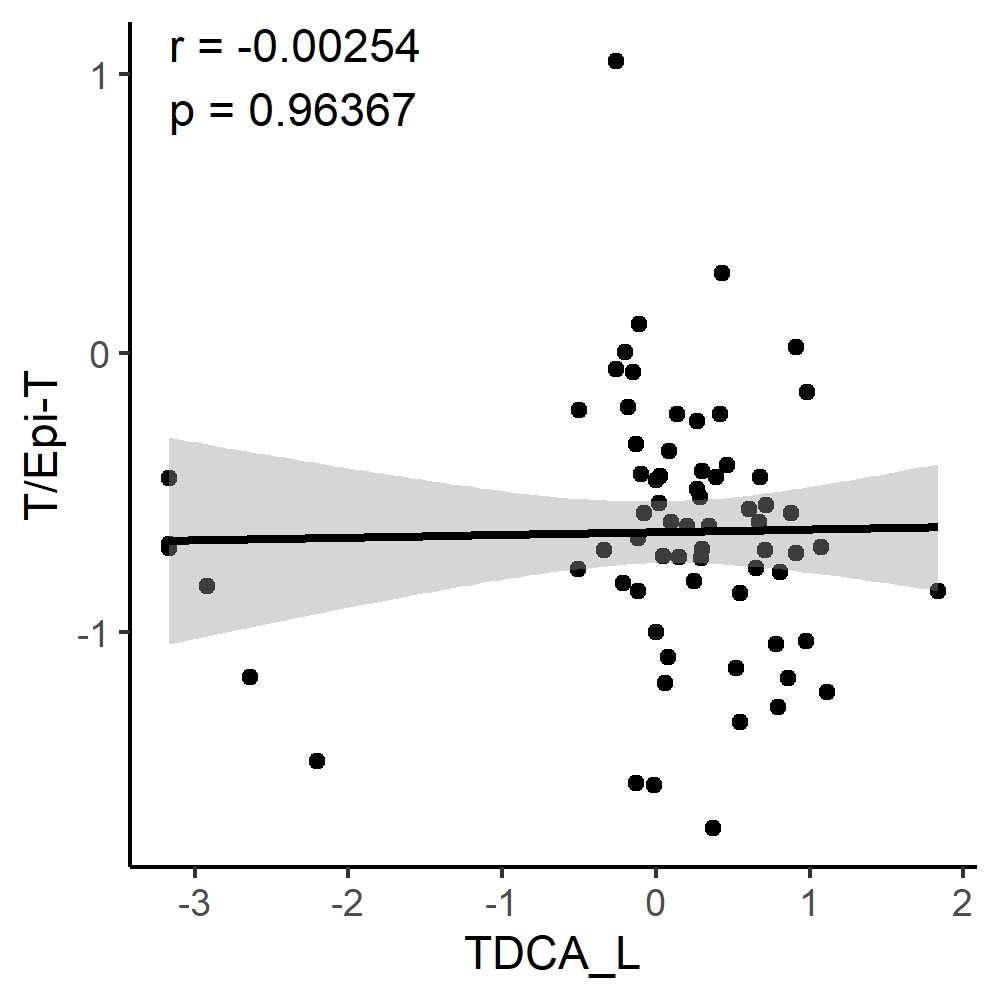 r = -0.00254
p = 0.96367
1
0
-1
T/Epi-T
-3 -2 -1 0 1 2
TDCA_L